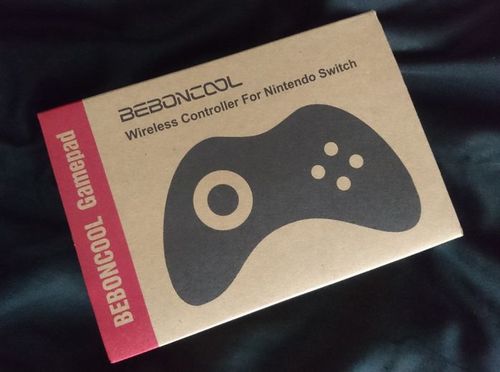 BEBONCOOL
Wireless Controller For Nintendo Switch
BEBONCOOL Gamepad